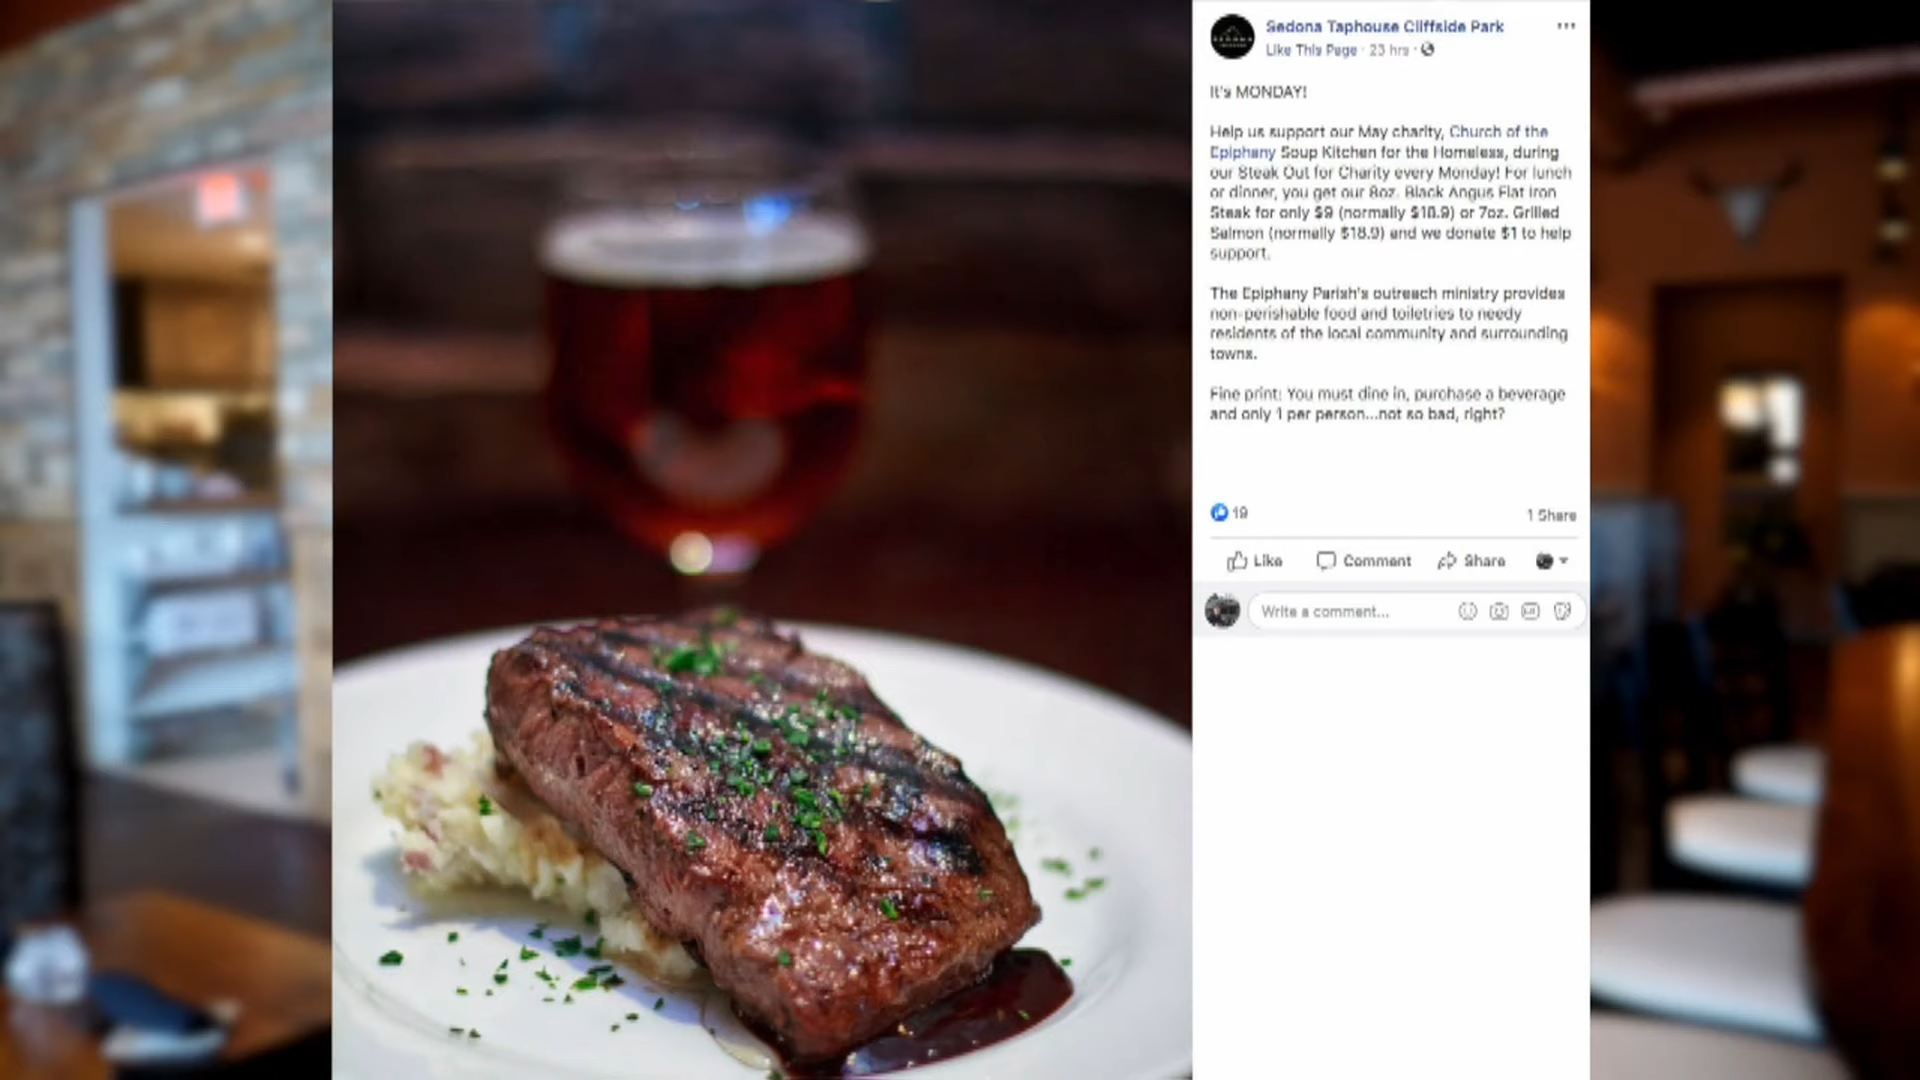 Sedona Taphouse Cliffside Park
Like This Page · 23 hrs ·
It's MONDAY!
Help us support our May charity, Church of the
Epiphany Soup Kitchen for the Homeless, during
our Steak Out for Charity every Monday! For lunch
or dinner, you get our 8oz. Black Angus Flat Iron
Steak for only $9 (normally $18.9) or 7oz. Grilled
Salmon (normally $18.9) and we donate $1 to help
support.
The Epiphany Parish's outreach ministry provides
non-perishable food and toiletries to needy
residents of the local community and surrounding
towns.
Fine print: You must dine in, purchase a beverage
and only 1 per person...not so bad, right?
19
1 Share
Like Comment Share
Write a comment...